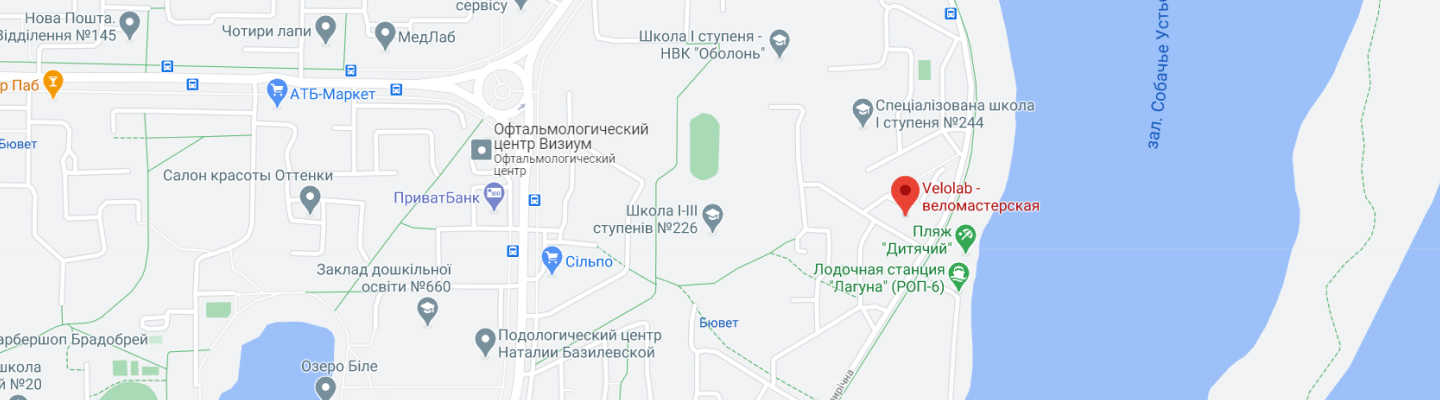 сервісу
Нова Пошта.
Відділення №145
Чотири лапи
МедЛаб
Школа I ступеня -
НВК "Оболонь"
зал. Собачье Устье
р Паб
АТБ-Маркет
Спеціалізована школа
I ступеня №244
Офтальмологический
центр Визиум
Офтальмологический
центр
Бювет
Салон красоты Оттенки
ПриватБанк
Velolab -
веломастерская
Школа I-III
ступенів №226
Пляж
"Дитячий"
Сільпо
Заклад дошкільної
освіти №660
Лодочная станция
"Лагуна" (РОП-6)
Бювет
Подологический центр
Наталии Базилевской
арбершоп Брадобрей
Озеро Біле
школа
й №20
ирічна